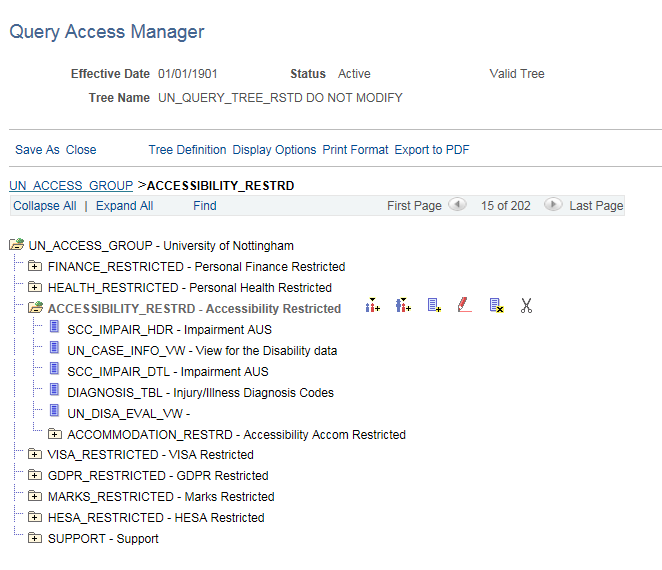 Query Access Manager
Effective Date 01/01/1901 Status Active Valid Tree
Tree Name UN_QUERY_TREE_RSTD DO NOT MODIFY
Save As Close Tree Definition Display Options Print Format Export to PDF
UN_ACCESS_GROUP >ACCESSIBILITY_RESTRD
Collapse All | Expand All Find First Page 15 of 202 Last Page
UN_ACCESS_GROUP - University of Nottingham
FINANCE_RESTRICTED - Personal Finance Restricted
HEALTH_RESTRICTED - Personal Health Restricted
ACCESSIBILITY_RESTRD - Accessibility Restricted
SCC_IMPAIR_HDR - Impairment AUS
UN_CASE_INFO_VW - View for the Disability data
SCC_IMPAIR_DTL - Impairment AUS
DIAGNOSIS_TBL - Injury/Illness Diagnosis Codes
UN_DISA_EVAL_VW -
ACCOMMODATION_RESTRD - Accessibility Accom Restricted
VISA_RESTRICTED - VISA Restricted
GDPR_RESTRICTED - GDPR Restricted
MARKS_RESTRICTED - Marks Restricted
HESA_RESTRICTED - HESA Restricted
SUPPORT - Support